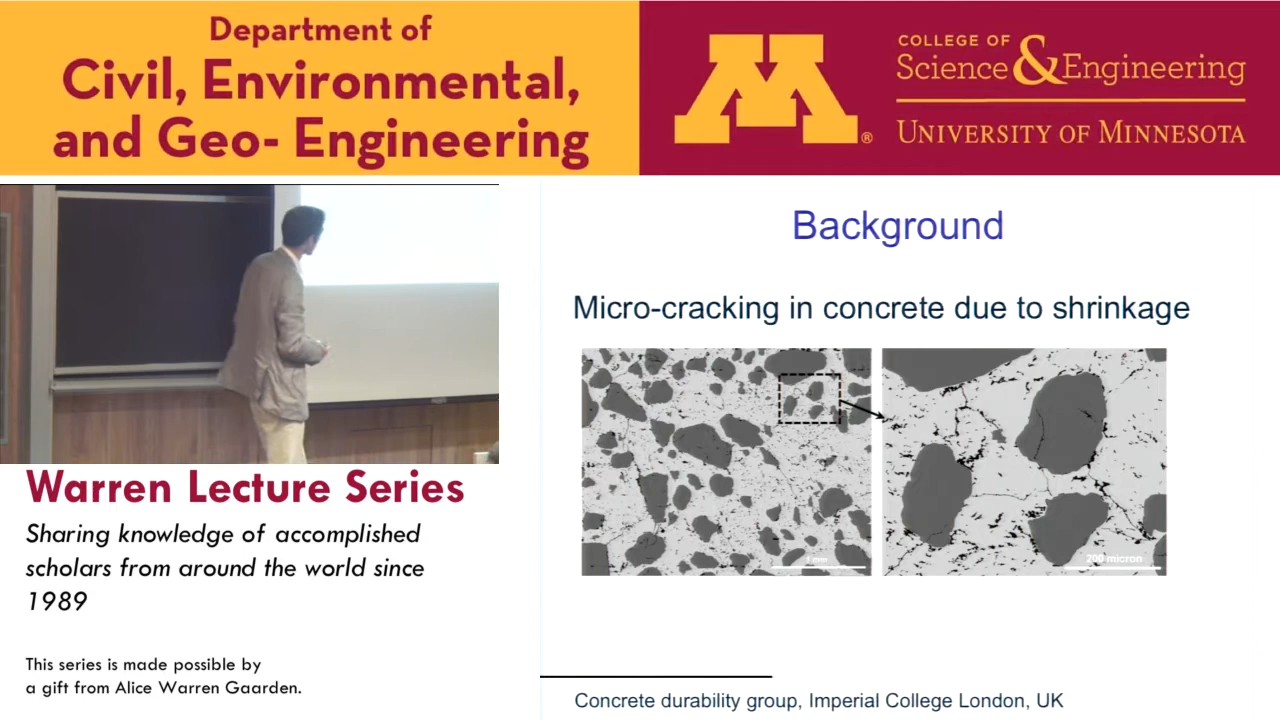 Department of
Civil, Environmental,
and Geo- Engineering
M®
COLLEGE OF
Science & Engineering
UNIVERSITY OF MINNESOTA
Background
Micro-cracking in concrete due to shrinkage
200 micron
Warren Lecture Series
Sharing knowledge of accomplished
scholars from around the world since
1989
This series is made possible by
a gift from Alice Warren Gaarden.
Concrete durability group, Imperial College London, UK